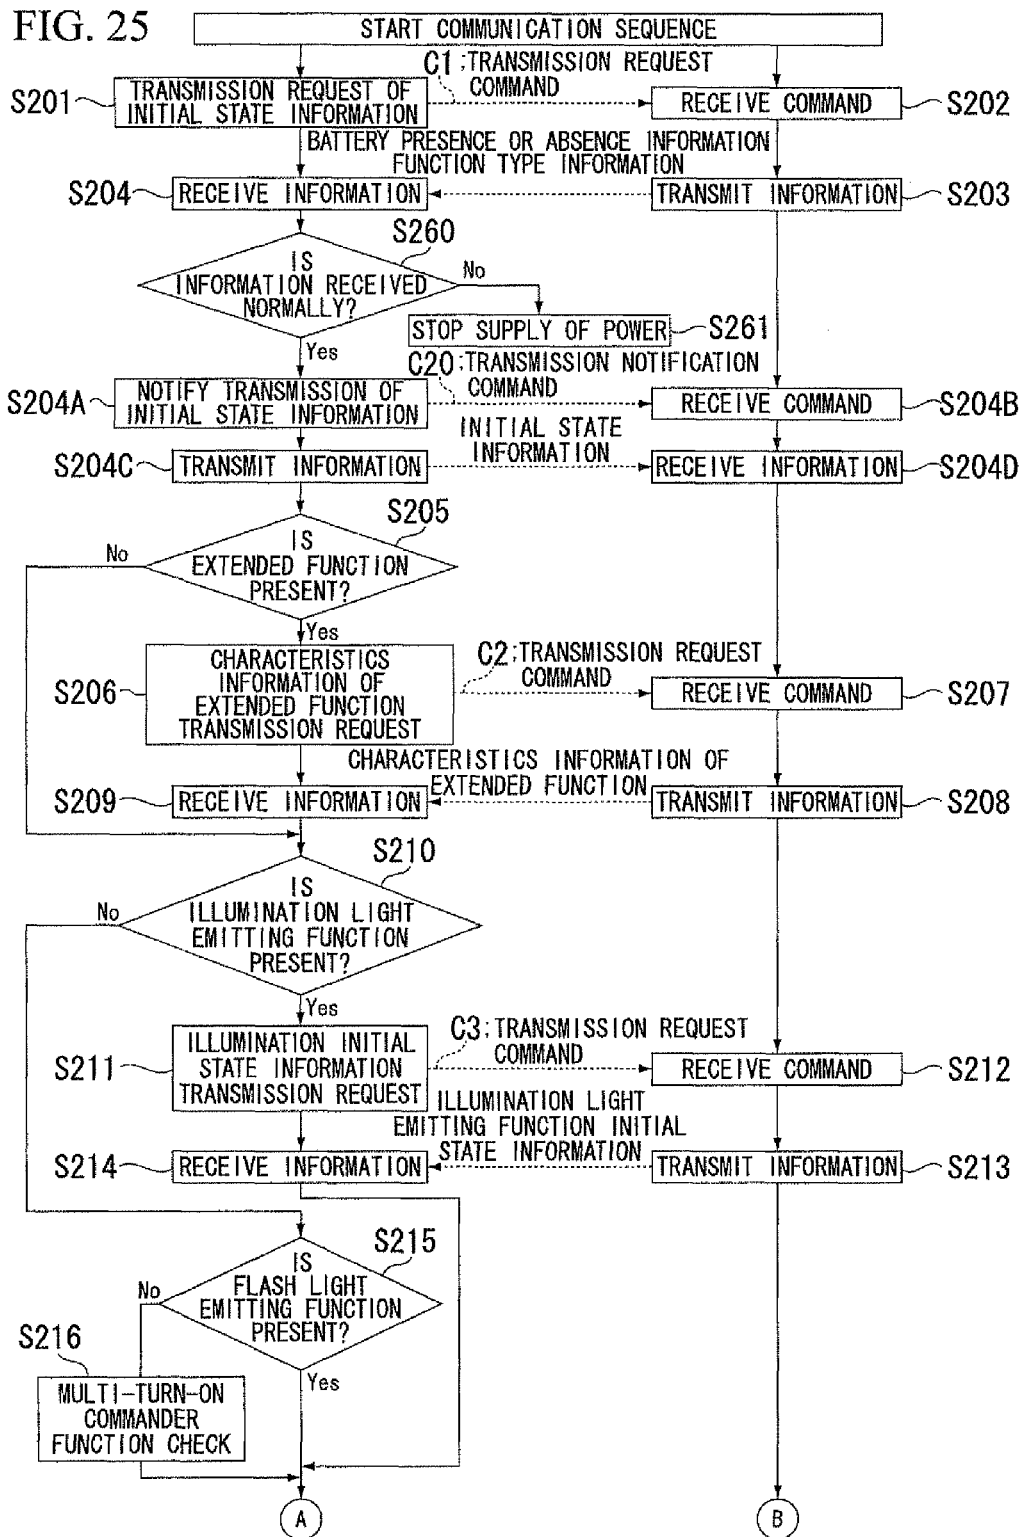 FIG. 25
START COMMUNICATION SEQUENCE
C1;TRANSMISSION REQUEST
COMMAND
S201
TRANSMISSION REQUEST OF
INITIAL STATE INFORMATION
RECEIVE COMMAND
S202
BATTERY PRESENCE OR ABSENCE INFORMATION
FUNCTION TYPE INFORMATION
S204
RECEIVE INFORMATION
TRANSMIT INFORMATION
S203
S260
IS
INFORMATION RECEIVED
NORMALLY?
No
STOP SUPPLY OF POWER
S261
Yes
C20;TRANSMISSION NOTIFICATION
COMMAND
S204A
NOTIFY TRANSMISSION OF
INITIAL STATE INFORMATION
RECEIVE COMMAND
S204B
INITIAL STATE
INFORMATION
S204C
TRANSMIT INFORMATION
RECEIVE INFORMATION
S204D
S205
IS
EXTENDED FUNCTION
PRESENT?
No
Yes
C2;TRANSMISSION REQUEST
COMMAND
S206
CHARACTERISTICS
INFORMATION OF
EXTENDED FUNCTION
TRANSMISSION REQUEST
RECEIVE COMMAND
S207
CHARACTERISTICS INFORMATION OF
EXTENDED FUNCTION
S209
RECEIVE INFORMATION
TRANSMIT INFORMATION
S208
S210
IS
ILLUMINATION LIGHT
EMITTING FUNCTION
PRESENT?
No
Yes
C3;TRANSMISSION REQUEST
COMMAND
S211
ILLUMINATION INITIAL
STATE INFORMATION
TRANSMISSION REQUEST
RECEIVE COMMAND
S212
ILLUMINATION LIGHT
EMITTING FUNCTION INITIAL
STATE INFORMATION
S214
RECEIVE INFORMATION
TRANSMIT INFORMATION
S213
S215
IS
FLASH LIGHT
EMITTING FUNCTION
PRESENT?
No
S216
MULTI-TURN-ON
COMMANDER
FUNCTION CHECK
Yes
A
B